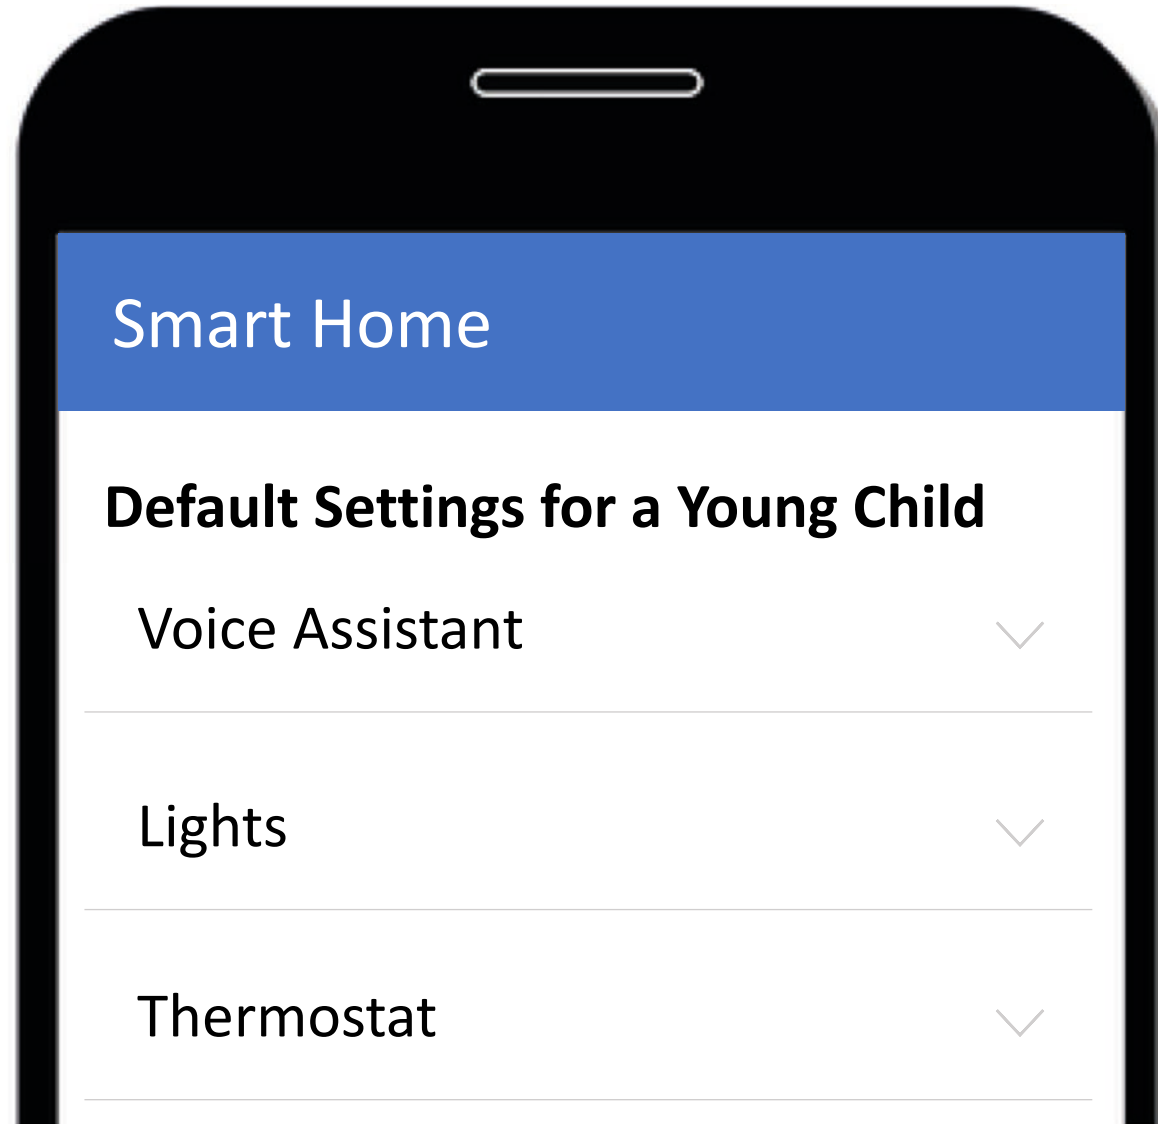 Smart Home
Default Settings for a Young Child
Voice Assistant
Lights
Thermostat